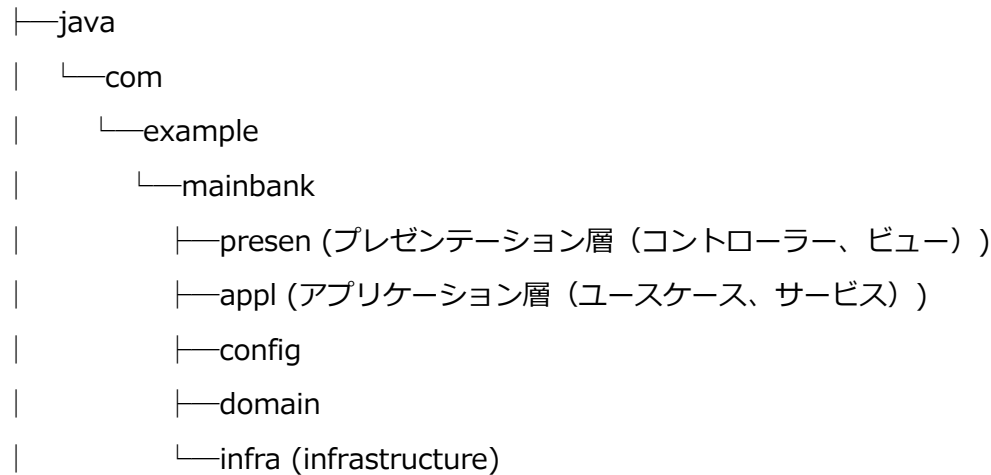 ├──java
│ └──com
│ └──example
│ └──mainbank
│ ├──presen (プレゼンテーション層（コントローラー、ビュー）)
│ ├──appl (アプリケーション層（ユースケース、サービス）)
│ ├──config
│ ├──domain
│ └──infra (infrastructure)